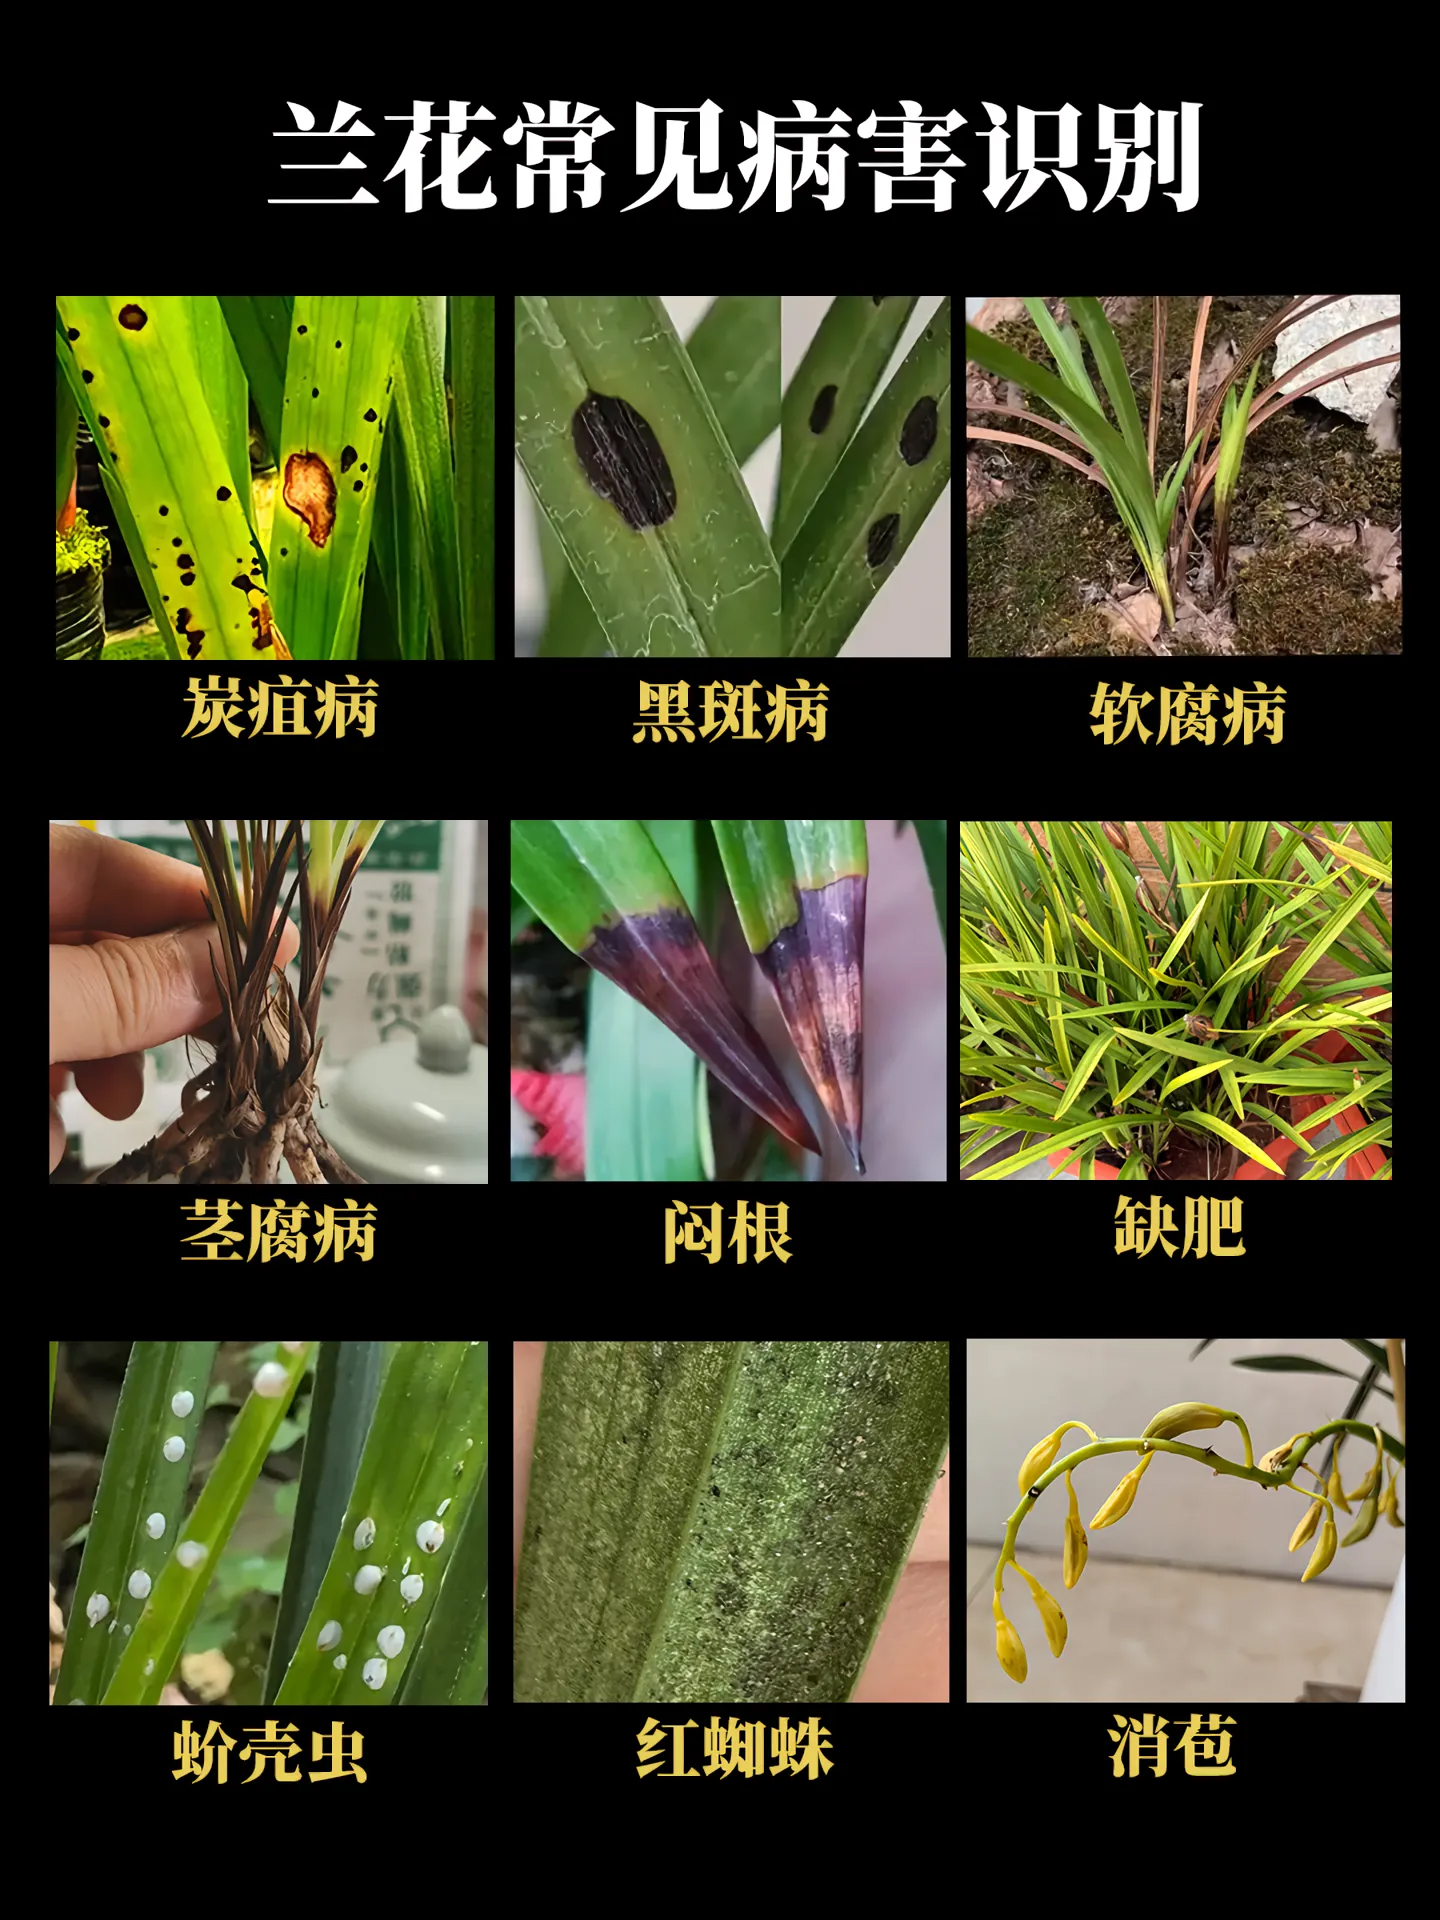 兰花常见病害识别
炭疽病
黑斑病
软腐病
茎腐病
闷根
缺肥
蚧壳虫
红蜘蛛
消苞